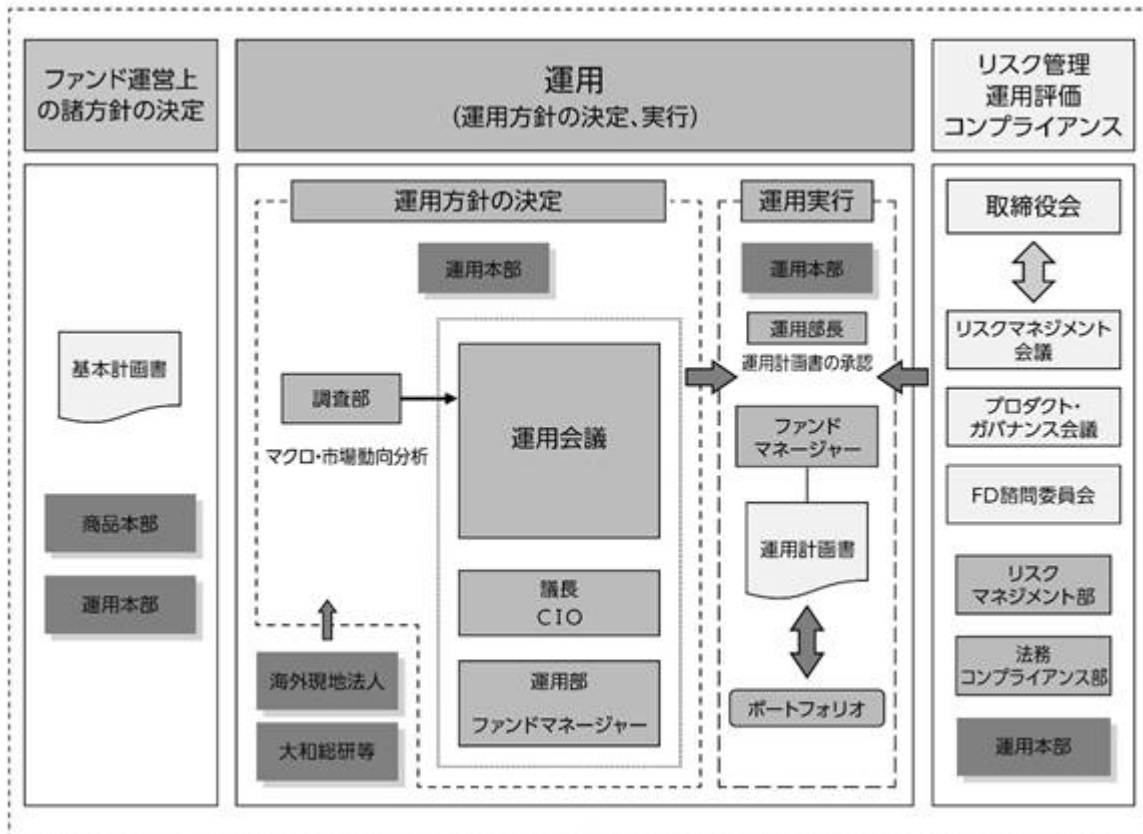 ファンド運営上
の諸方針の決定
運用
(運用方針の決定、実行)
リスク管理
運用評価
コンプライアンス
基本計画書
商品本部
運用本部
運用方針の決定
運用本部
調査部
マクロ・市場動向分析
運用会議
議長
CIO
運用部
ファンドマネージャー
海外現地法人
大和総研等
運用実行
運用本部
運用部長
運用計画書の承認
ファンド
マネージャー
運用計画書
ポートフォリオ
取締役会
リスクマネジメント
会議
プロダクト・
ガバナンス会議
FD諮問委員会
リスク
マネジメント部
法務
コンプライアンス部
運用本部